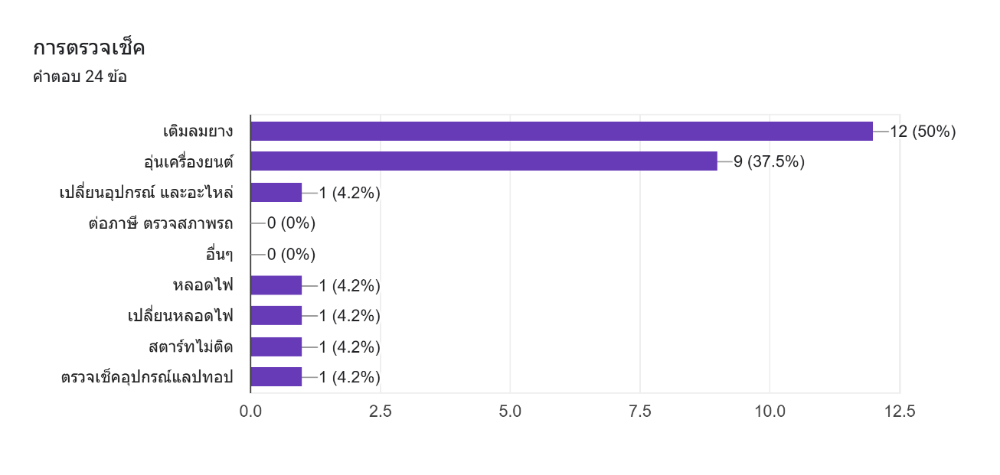 การตรวจเช็ค
คำตอบ 24 ข้อ
เติมลมยาง 12 (50%)
อุ่นเครื่องยนต์ 9 (37.5%)
เปลี่ยนอุปกรณ์ และอะไหล่ 1 (4.2%)
ต่อภาษี ตรวจสภาพรถ 0 (0%)
อื่นๆ 0 (0%)
หลอดไฟ 1 (4.2%)
เปลี่ยนหลอดไฟ 1 (4.2%)
สตาร์ทไม่ติด 1 (4.2%)
ตรวจเช็คอุปกรณ์แลปทอป 1 (4.2%)
0.0 2.5 5.0 7.5 10.0 12.5